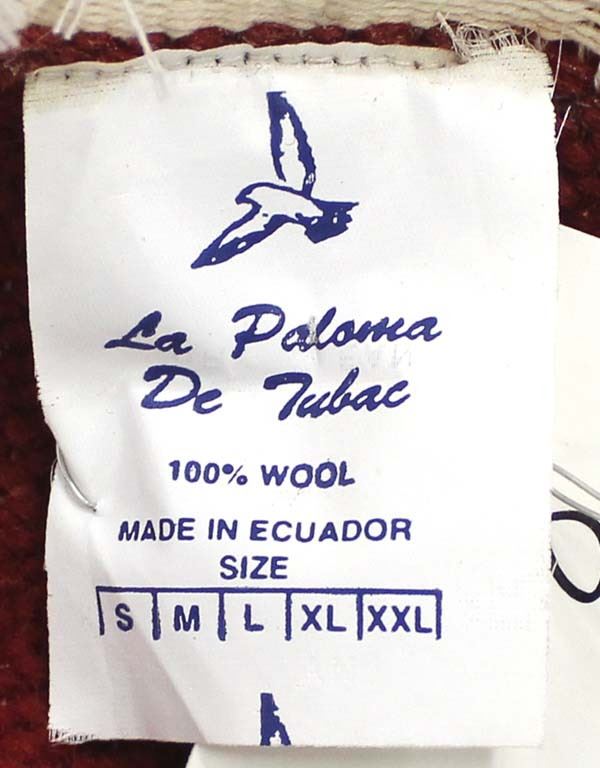 La Paloma
De Tubac
100% WOOL
MADE IN ECUADOR
SIZE
S M L XL XXL